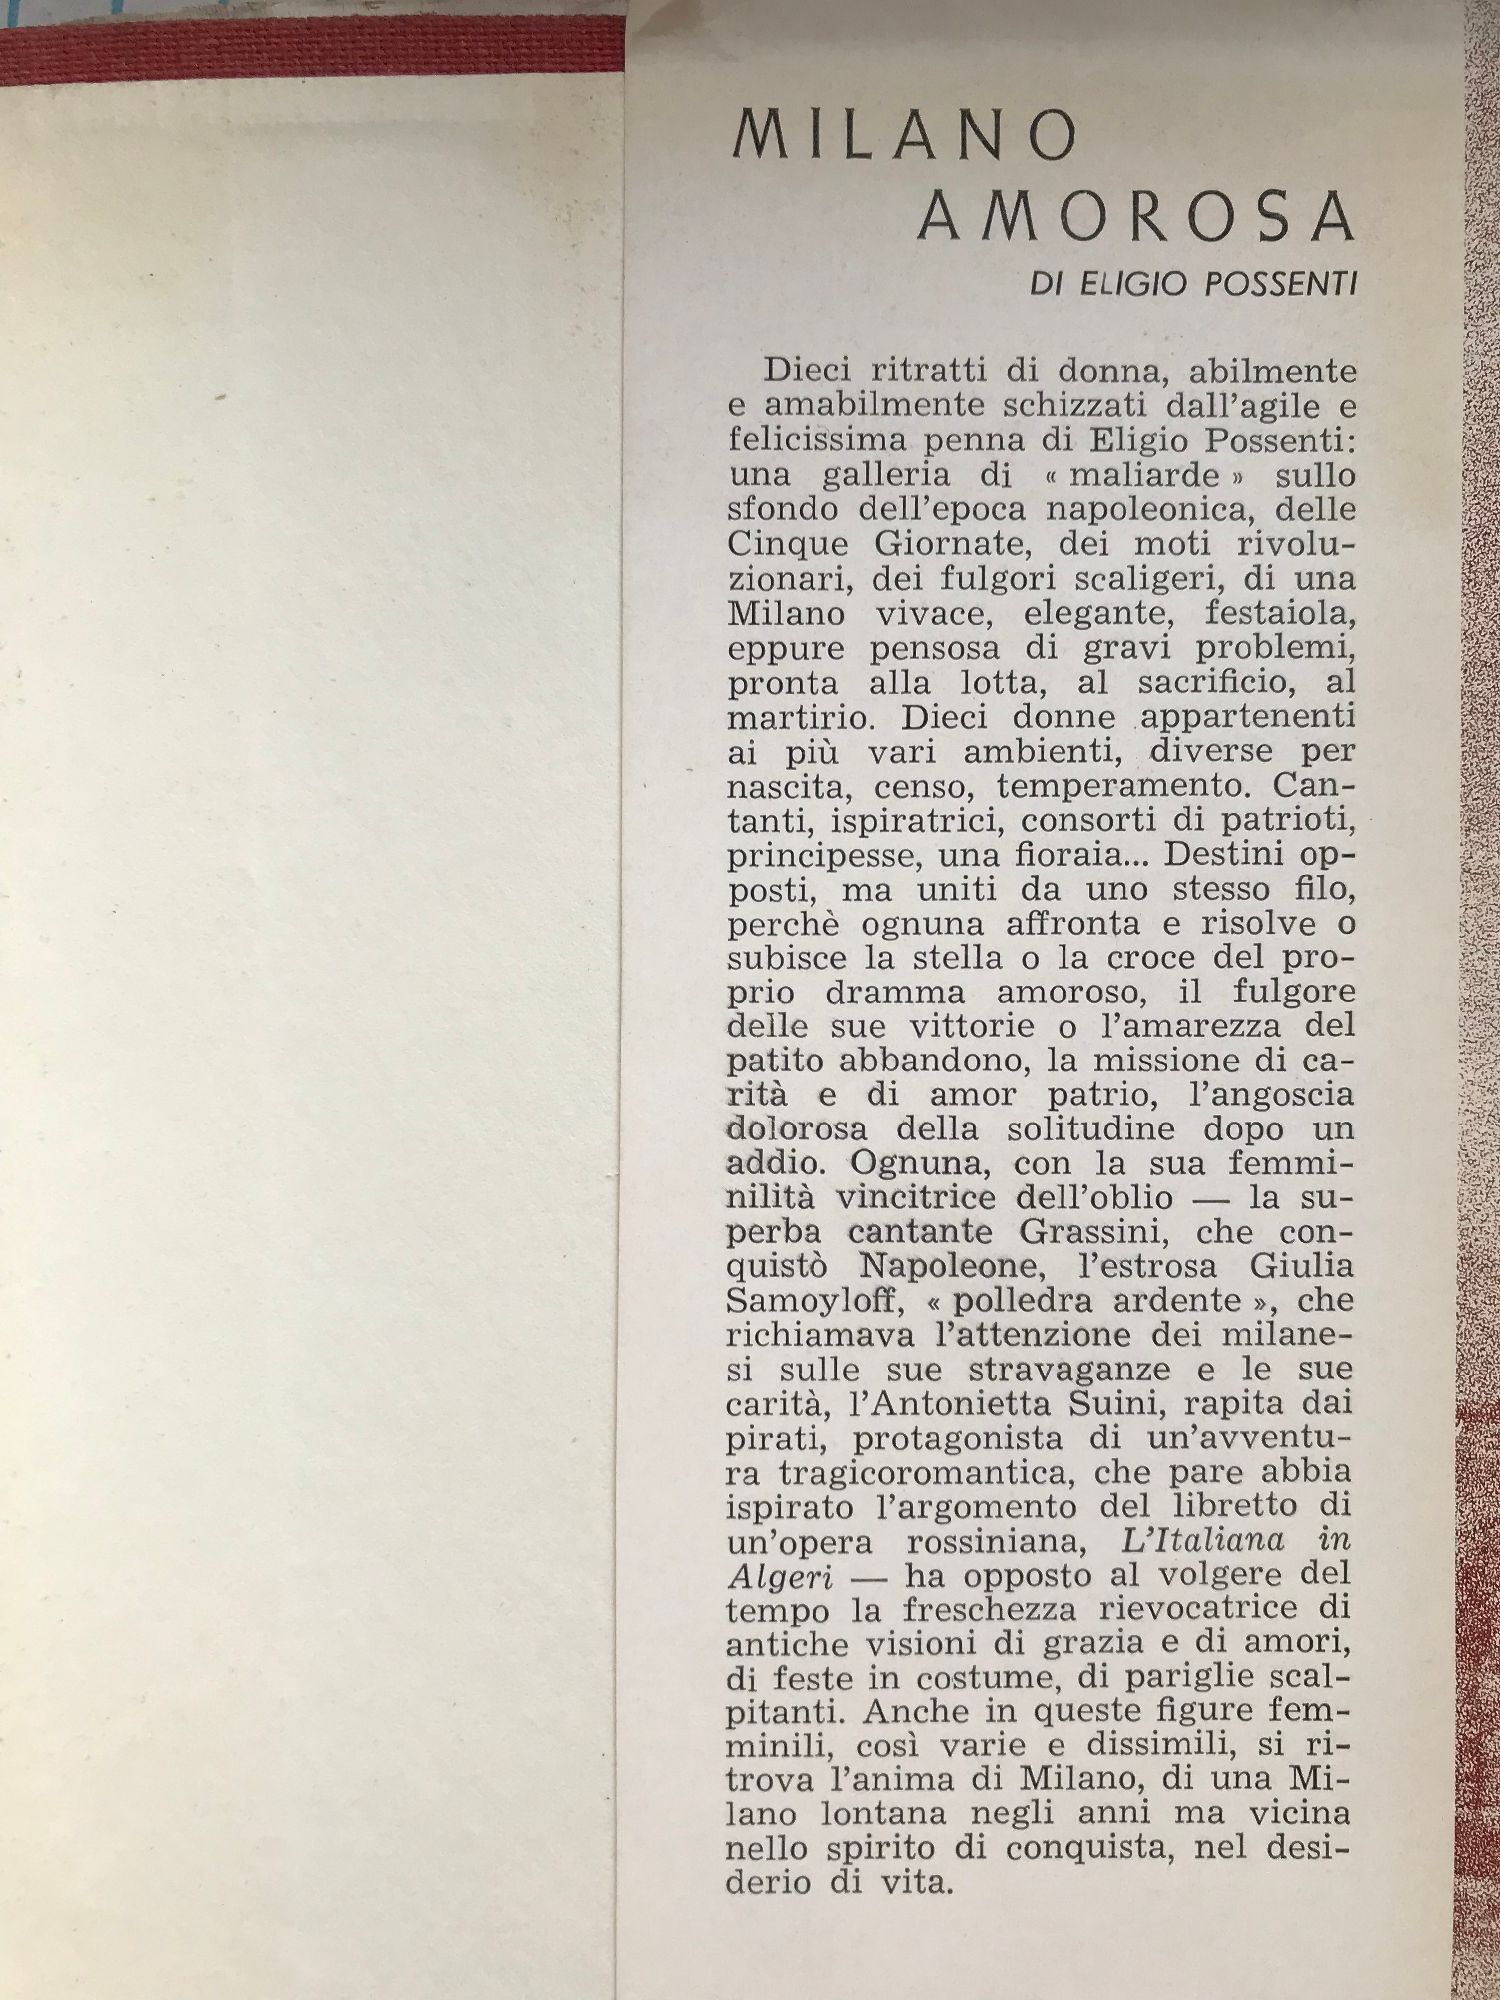 MILANO
AMOROSA
DI ELIGIO POSSENTI
Dieci ritratti di donna, abilmente
e amabilmente schizzati dall'agile e
felicissima penna di Eligio Possenti:
una galleria di « maliarde » sullo
sfondo dell'epoca napoleonica, delle
Cinque Giornate, dei moti rivolu-
zionari, dei fulgori scaligeri, di una
Milano vivace, elegante, festaiola,
eppure pensosa di gravi problemi,
pronta alla lotta, al sacrificio, al
martirio. Dieci donne appartenenti
ai più vari ambienti, diverse per
nascita, censo, temperamento. Can-
tanti, ispiratrici, consorti di patrioti,
principesse, una fioraia... Destini op-
posti, ma uniti da uno stesso filo,
perchè ognuna affronta e risolve o
subisce la stella o la croce del pro-
prio dramma amoroso, il fulgore
delle sue vittorie o l'amarezza del
patito abbandono, la missione di ca-
rità e di amor patrio, l'angoscia
dolorosa della solitudine dopo un
addio. Ognuna, con la sua femmi-
nilità vincitrice dell'oblio — la su-
perba cantante Grassini, che con-
quistò Napoleone, l'estrosa Giulia
Samoyloff, « polledra ardente », che
richiamava l'attenzione dei milane-
si sulle sue stravaganze e le sue
carità, l'Antonietta Suini, rapita dai
pirati, protagonista di un'avventu-
ra tragicoromantica, che pare abbia
ispirato l'argomento del libretto di
un'opera rossiniana, L'Italiana in
Algeri — ha opposto al volgere del
tempo la freschezza rievocatrice di
antiche visioni di grazia e di amori,
di feste in costume, di pariglie scal-
pitanti. Anche in queste figure fem-
minili, così varie e dissimili, si ri-
trova l'anima di Milano, di una Mi-
lano lontana negli anni ma vicina
nello spirito di conquista, nel desi-
derio di vita.